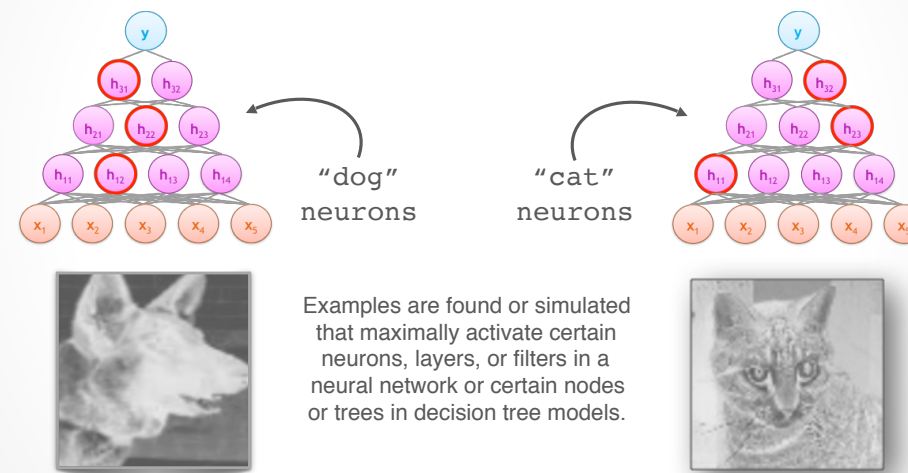 y
y
h31 h32
h31 h32
h21 h22 h23
h21 h22 h23
h11 h12 h13 h14
h11 h12 h13 h14
x1 x2 x3 x4 x5
x1 x2 x3 x4 x5
“dog”
neurons
“cat”
neurons
Examples are found or simulated
that maximally activate certain
neurons, layers, or filters in a
neural network or certain nodes
or trees in decision tree models.